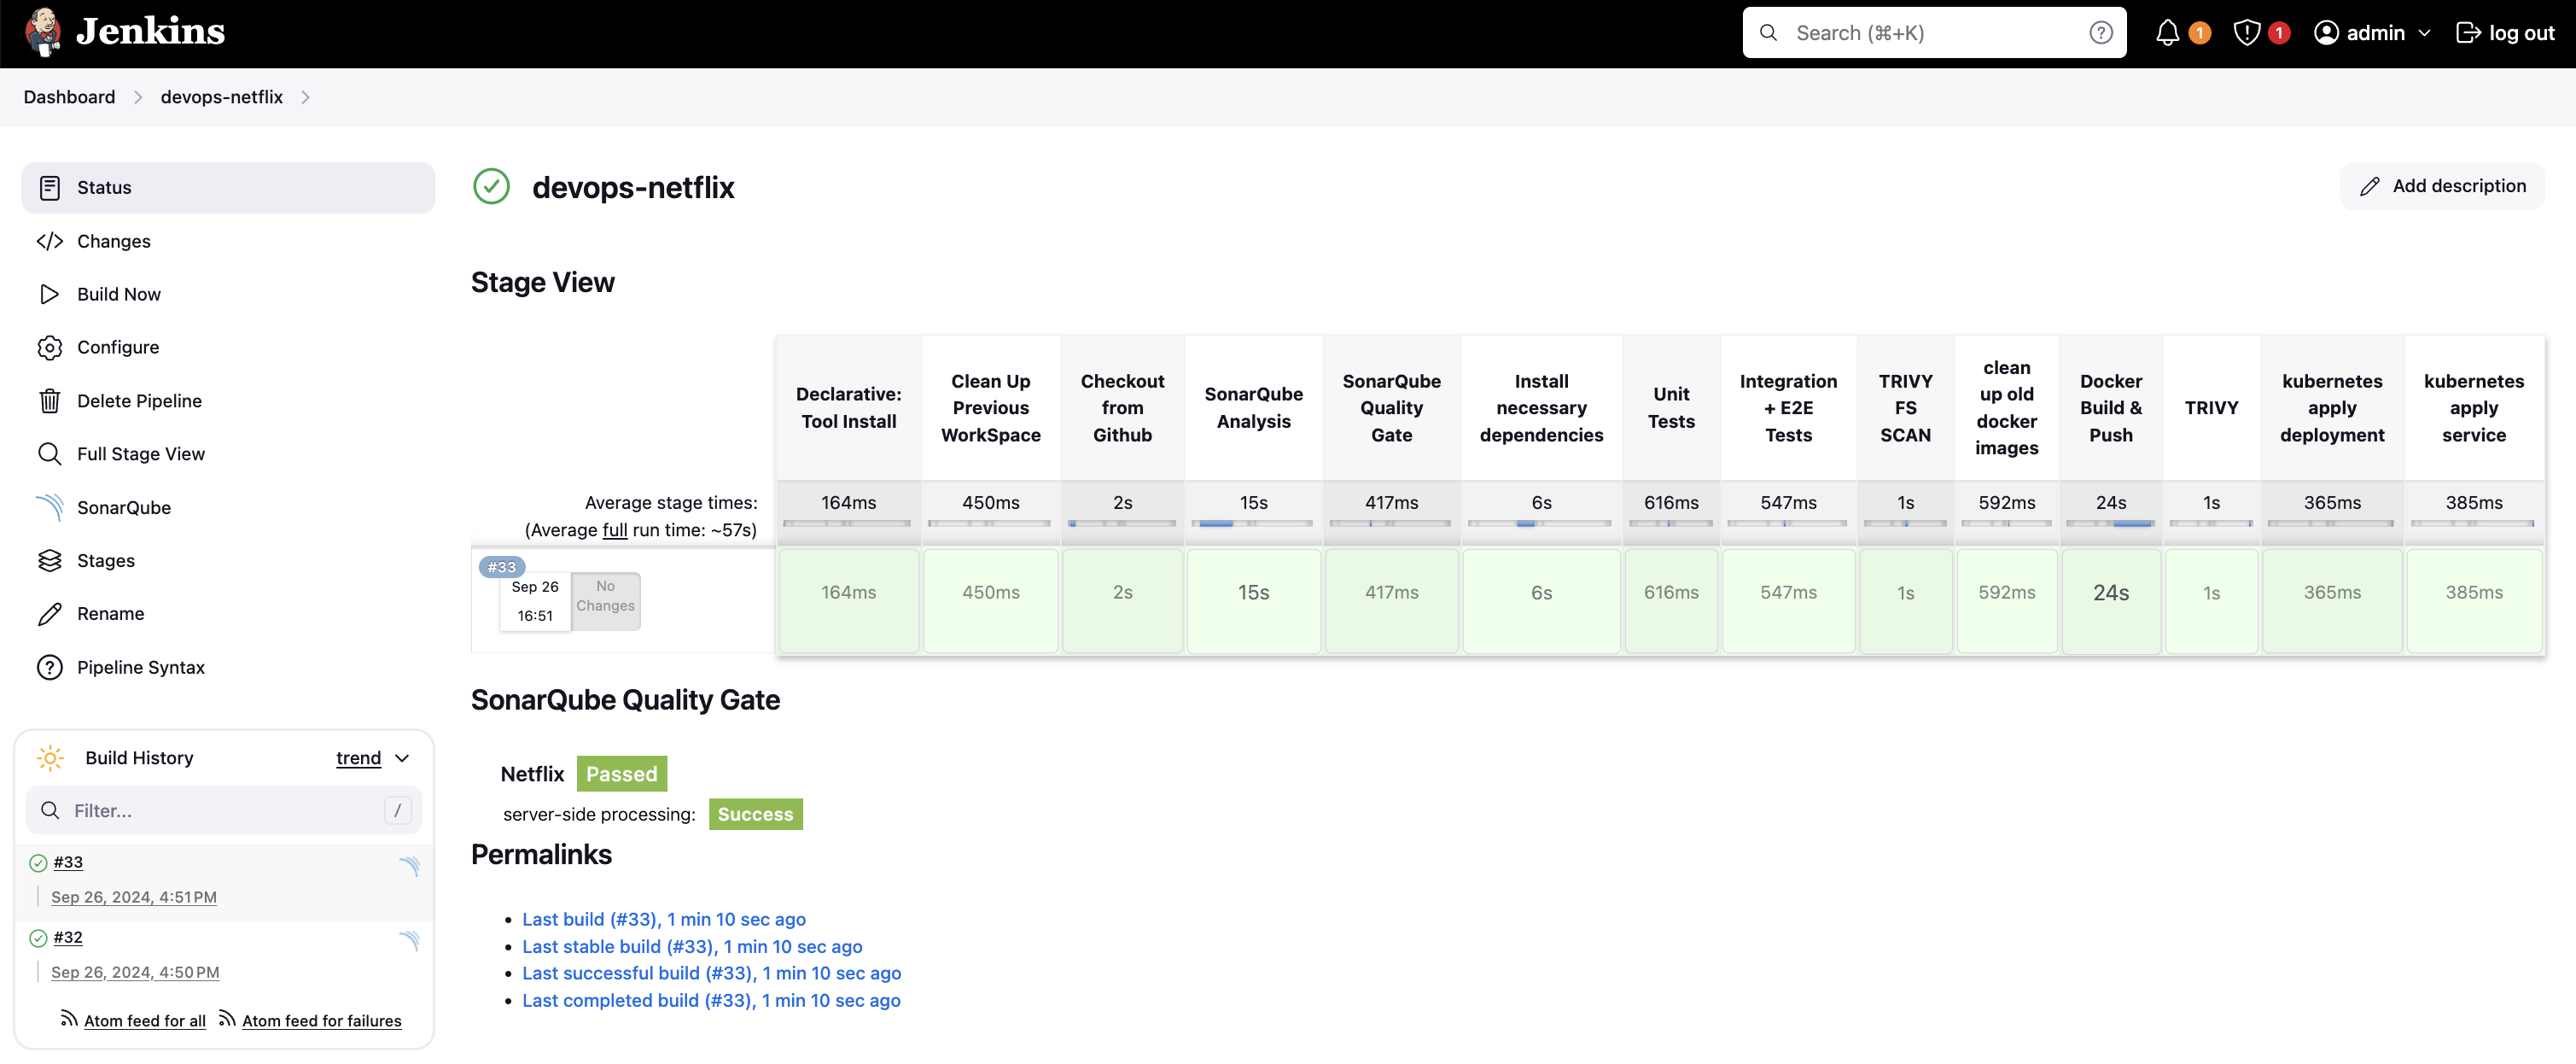 Jenkins
Search (⌘+K)
?
1
1
admin
log out
Dashboard
devops-netflix
Status
Changes
Build Now
Configure
Delete Pipeline
Full Stage View
SonarQube
Stages
Rename
Pipeline Syntax
Build History
trend
Filter...
/
#33
Sep 26, 2024, 4:51 PM
#32
Sep 26, 2024, 4:50 PM
Atom feed for all
Atom feed for failures
devops-netflix
Add description
Stage View
Declarative:
Tool Install
Clean Up
Previous
WorkSpace
Checkout
from
Github
SonarQube
Analysis
SonarQube
Quality
Gate
Install
necessary
dependencies
Unit
Tests
Integration
+ E2E
Tests
TRIVY
FS
SCAN
clean
up old
docker
images
Docker
Build &
Push
TRIVY
kubernetes
apply
deployment
kubernetes
apply
service
Average stage times:
(Average full run time: ~57s)
164ms
450ms
2s
15s
417ms
6s
616ms
547ms
1s
592ms
24s
1s
365ms
385ms
#33
Sep 26
16:51
No
Changes
164ms
450ms
2s
15s
417ms
6s
616ms
547ms
1s
592ms
24s
1s
365ms
385ms
SonarQube Quality Gate
Netflix Passed
server-side processing: Success
Permalinks
Last build (#33), 1 min 10 sec ago
Last stable build (#33), 1 min 10 sec ago
Last successful build (#33), 1 min 10 sec ago
Last completed build (#33), 1 min 10 sec ago